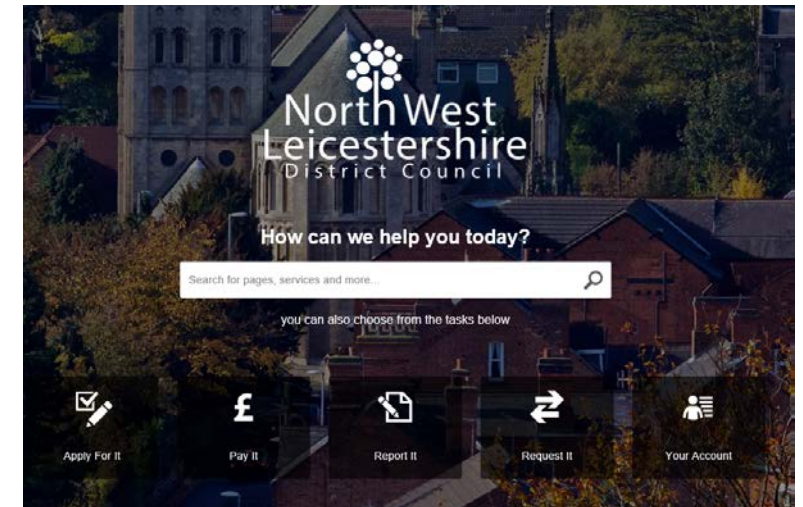 North West
Leicestershire
District Council
How can we help you today?
Search for pages, services and more...
you can also choose from the tasks below
£
Apply For It
Pay It
Report It
Request It
Your Account